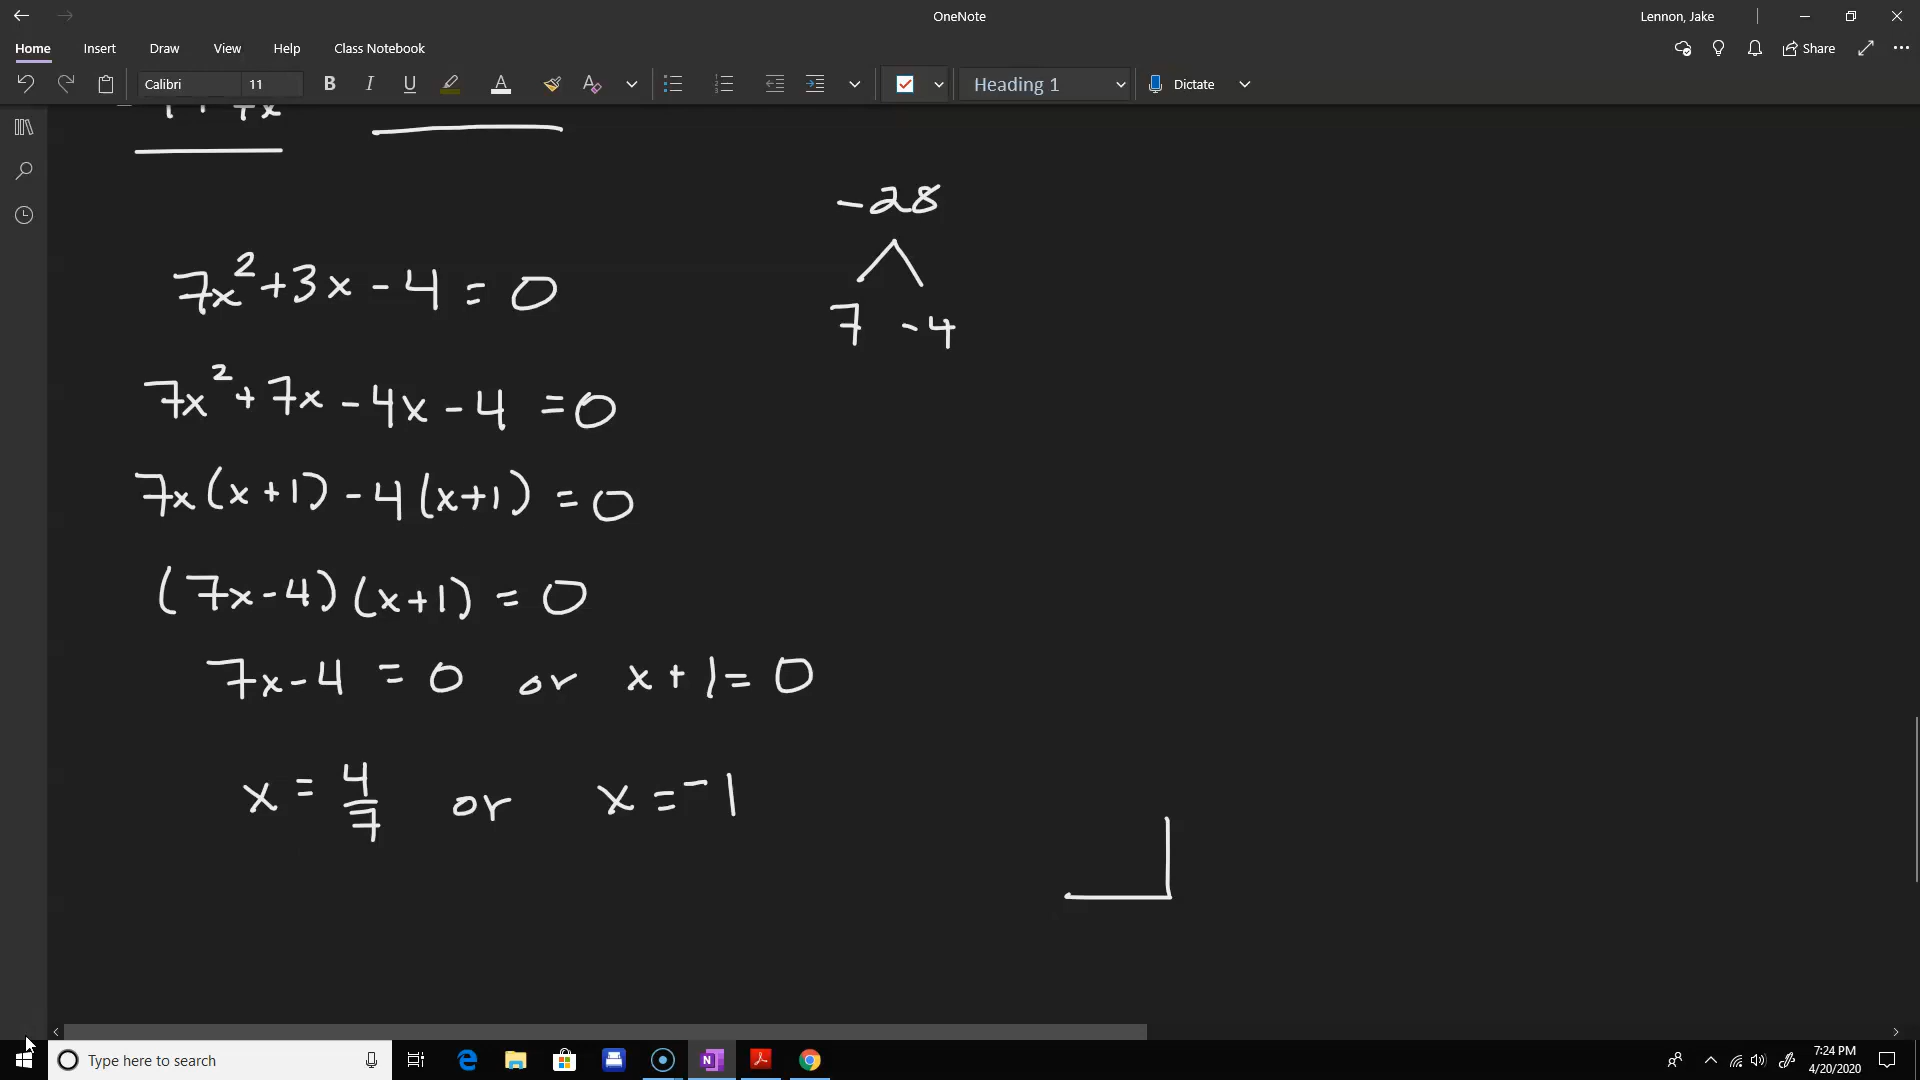 OneNote
Lennon, Jake
Home Insert Draw View Help Class Notebook
Share
Calibri 11 B I U A Heading 1 Dictate
-28
7 -4
7x²+3x-4=0
7x²+7x-4x-4=0
7x(x+1)-4(x+1)=0
(7x-4)(x+1)=0
7x-4=0 or x+1=0
x=4/7 or x=-1
Type here to search
7:24 PM
4/20/2020